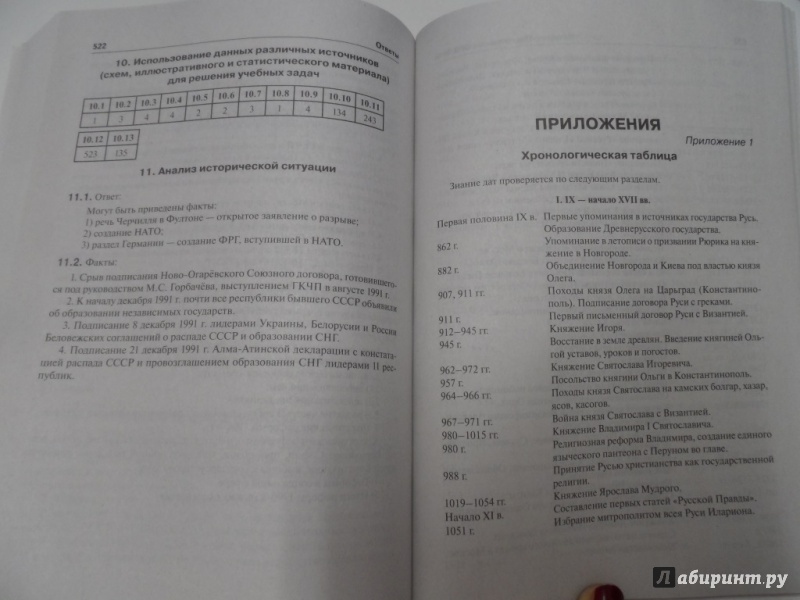 522
Ответы
10. Использование данных различных источников
(схем, иллюстративного и статистического материала)
для решения учебных задач
10.1 10.2 10.3 10.4 10.5 10.6 10.7 10.8 10.9 10.10 10.11
1 3 4 4 2 2 3 1 4 134 243
10.12 10.13
523 135
11. Анализ исторической ситуации
11.1. Ответ:
Могут быть приведены факты:
1) речь Черчилля в Фултоне — открытое заявление о разрыве;
2) создание НАТО;
3) раздел Германии — создание ФРГ, вступившей в НАТО.
11.2. Факты:
1. Срыв подписания Ново-Огарёвского Союзного договора, готовившего-
ся под руководством М.С. Горбачёва, выступлением ГКЧП в августе 1991 г.
2. К началу декабря 1991 г. почти все республики бывшего СССР объявили
об образовании независимых государств.
3. Подписание 8 декабря 1991 г. лидерами Украины, Белорусии и России
Беловежских соглашений о распаде СССР и образовании СНГ.
4. Подписание 21 декабря 1991 г. Алма-Атинской декларации с констата-
цией распада СССР и провозглашением образования СНГ лидерами 11 рес-
публик.
ПРИЛОЖЕНИЯ
Приложение 1
Хронологическая таблица
Знание дат проверяется по следующим разделам.
1. IX — начало XVII вв.
Первая половина IX в. Первые упоминания в источниках государства Русь.
Образование Древнерусского государства.
862 г. Упоминание в летописи о призвании Рюрика на кня-
жение в Новгороде.
882 г. Объединение Новгорода и Киева под властью князя
Олега.
907, 911 гг. Походы князя Олега на Царьград (Константино-
поль). Подписание договора Руси с греками.
911 г. Первый письменный договор Руси с Византией.
912—945 гг. Княжение Игоря.
945 г. Восстание в земле древлян. Введение княгиней Оль-
гой уставов, уроков и погостов.
962—972 гг. Княжение Святослава Игоревича.
957 г. Посольство княгини Ольги в Константинополь.
964—966 гг. Походы князя Святослава на камских болгар, хазар,
ясов, касогов.
967—971 гг. Война князя Святослава с Византией.
980—1015 гг. Княжение Владимира I Святославича.
980 г. Религиозная реформа Владимира, создание единого
языческого пантеона с Перуном во главе.
988 г. Принятие Русью христианства как государственной
религии.
1019—1054 гг. Княжение Ярослава Мудрого.
Начало XI в. Составление первых статей «Русской Правды».
1051 г. Избрание митрополитом всея Руси Илариона.
Лабиринт.ру